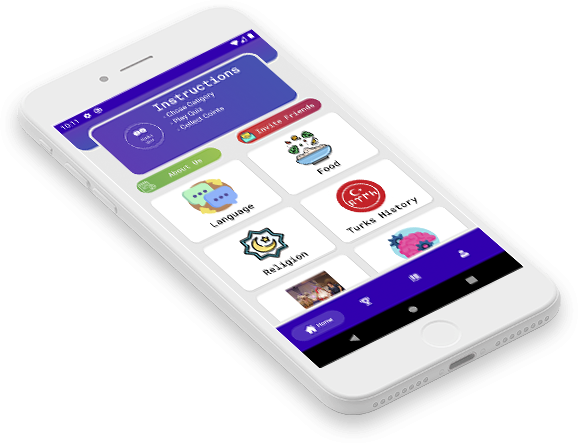 10:11
Instructions
- Chose Category
- Play Quiz
- Collect Coints
About Us
Invite Friends
Language
Food
Religion
Turks History
Home